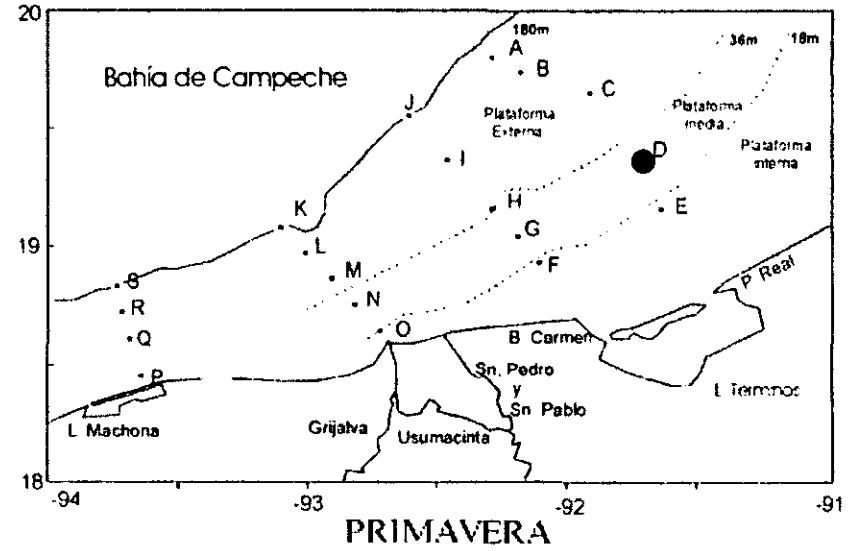 20
180m
A
B
36m
18m
Bahía de Campeche
C
J
Plataforma
Externa
Plataforma
media
Plataforma
interna
I
D
H
E
K
G
19
L
F
M
S
N
R
O
P. Real
Q
B Carmen
P
Sn. Pedro
y
Sn Pablo
L Machona
Grijalva
Usumacinta
18
-94
-93
-92
-91
PRIMAVERA